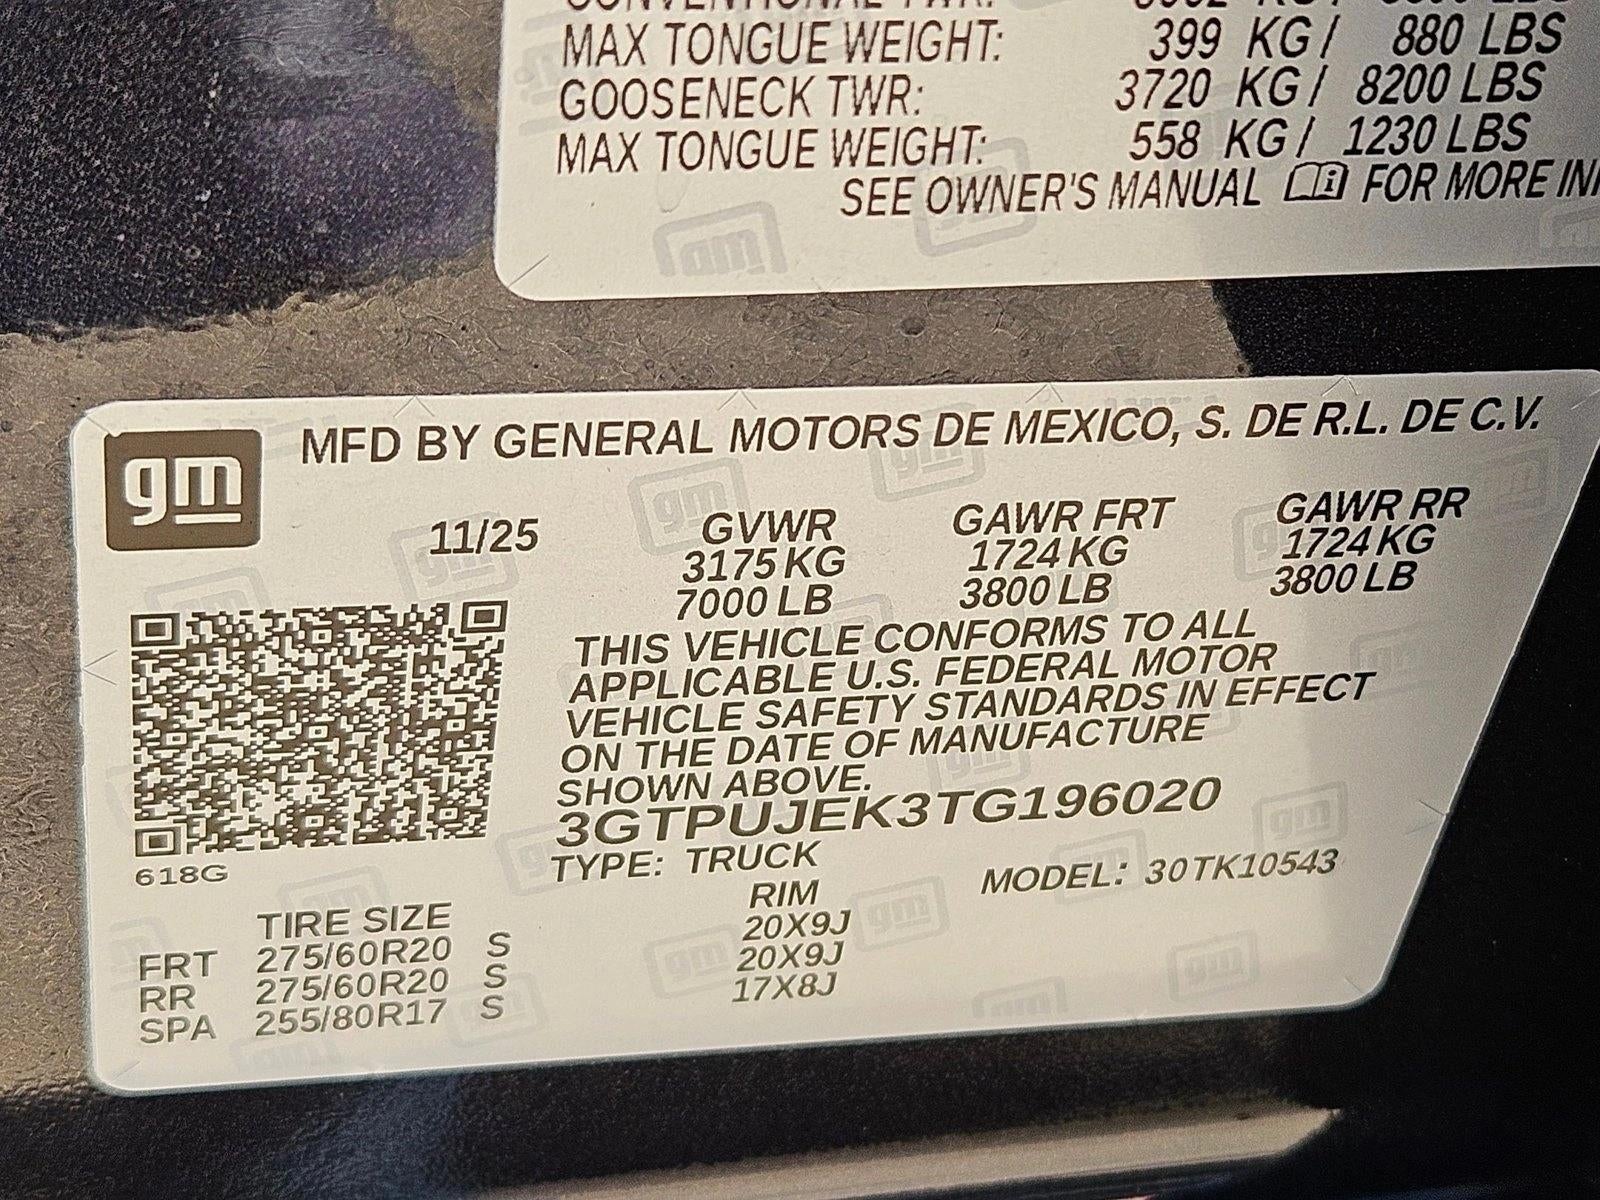 CONVENTIONAL TWR: KG / LBS
MAX TONGUE WEIGHT: 399 KG / 880 LBS
GOOSENECK TWR: 3720 KG / 8200 LBS
MAX TONGUE WEIGHT: 558 KG / 1230 LBS
SEE OWNER'S MANUAL FOR MORE
gm
MFD BY GENERAL MOTORS DE MEXICO, S. DE R.L. DE C.V.
11/25 GVWR GAWR FRT GAWR RR
3175 KG 1724 KG 1724 KG
7000 LB 3800 LB 3800 LB
THIS VEHICLE CONFORMS TO ALL
APPLICABLE U.S. FEDERAL MOTOR
VEHICLE SAFETY STANDARDS IN EFFECT
ON THE DATE OF MANUFACTURE
SHOWN ABOVE.
3GTPUJEK3TG196020
618G
TYPE: TRUCK MODEL: 30TK10543
TIRE SIZE RIM
FRT 275/60R20 S 20X9J
RR 275/60R20 S 20X9J
SPA 255/80R17 S 17X8J